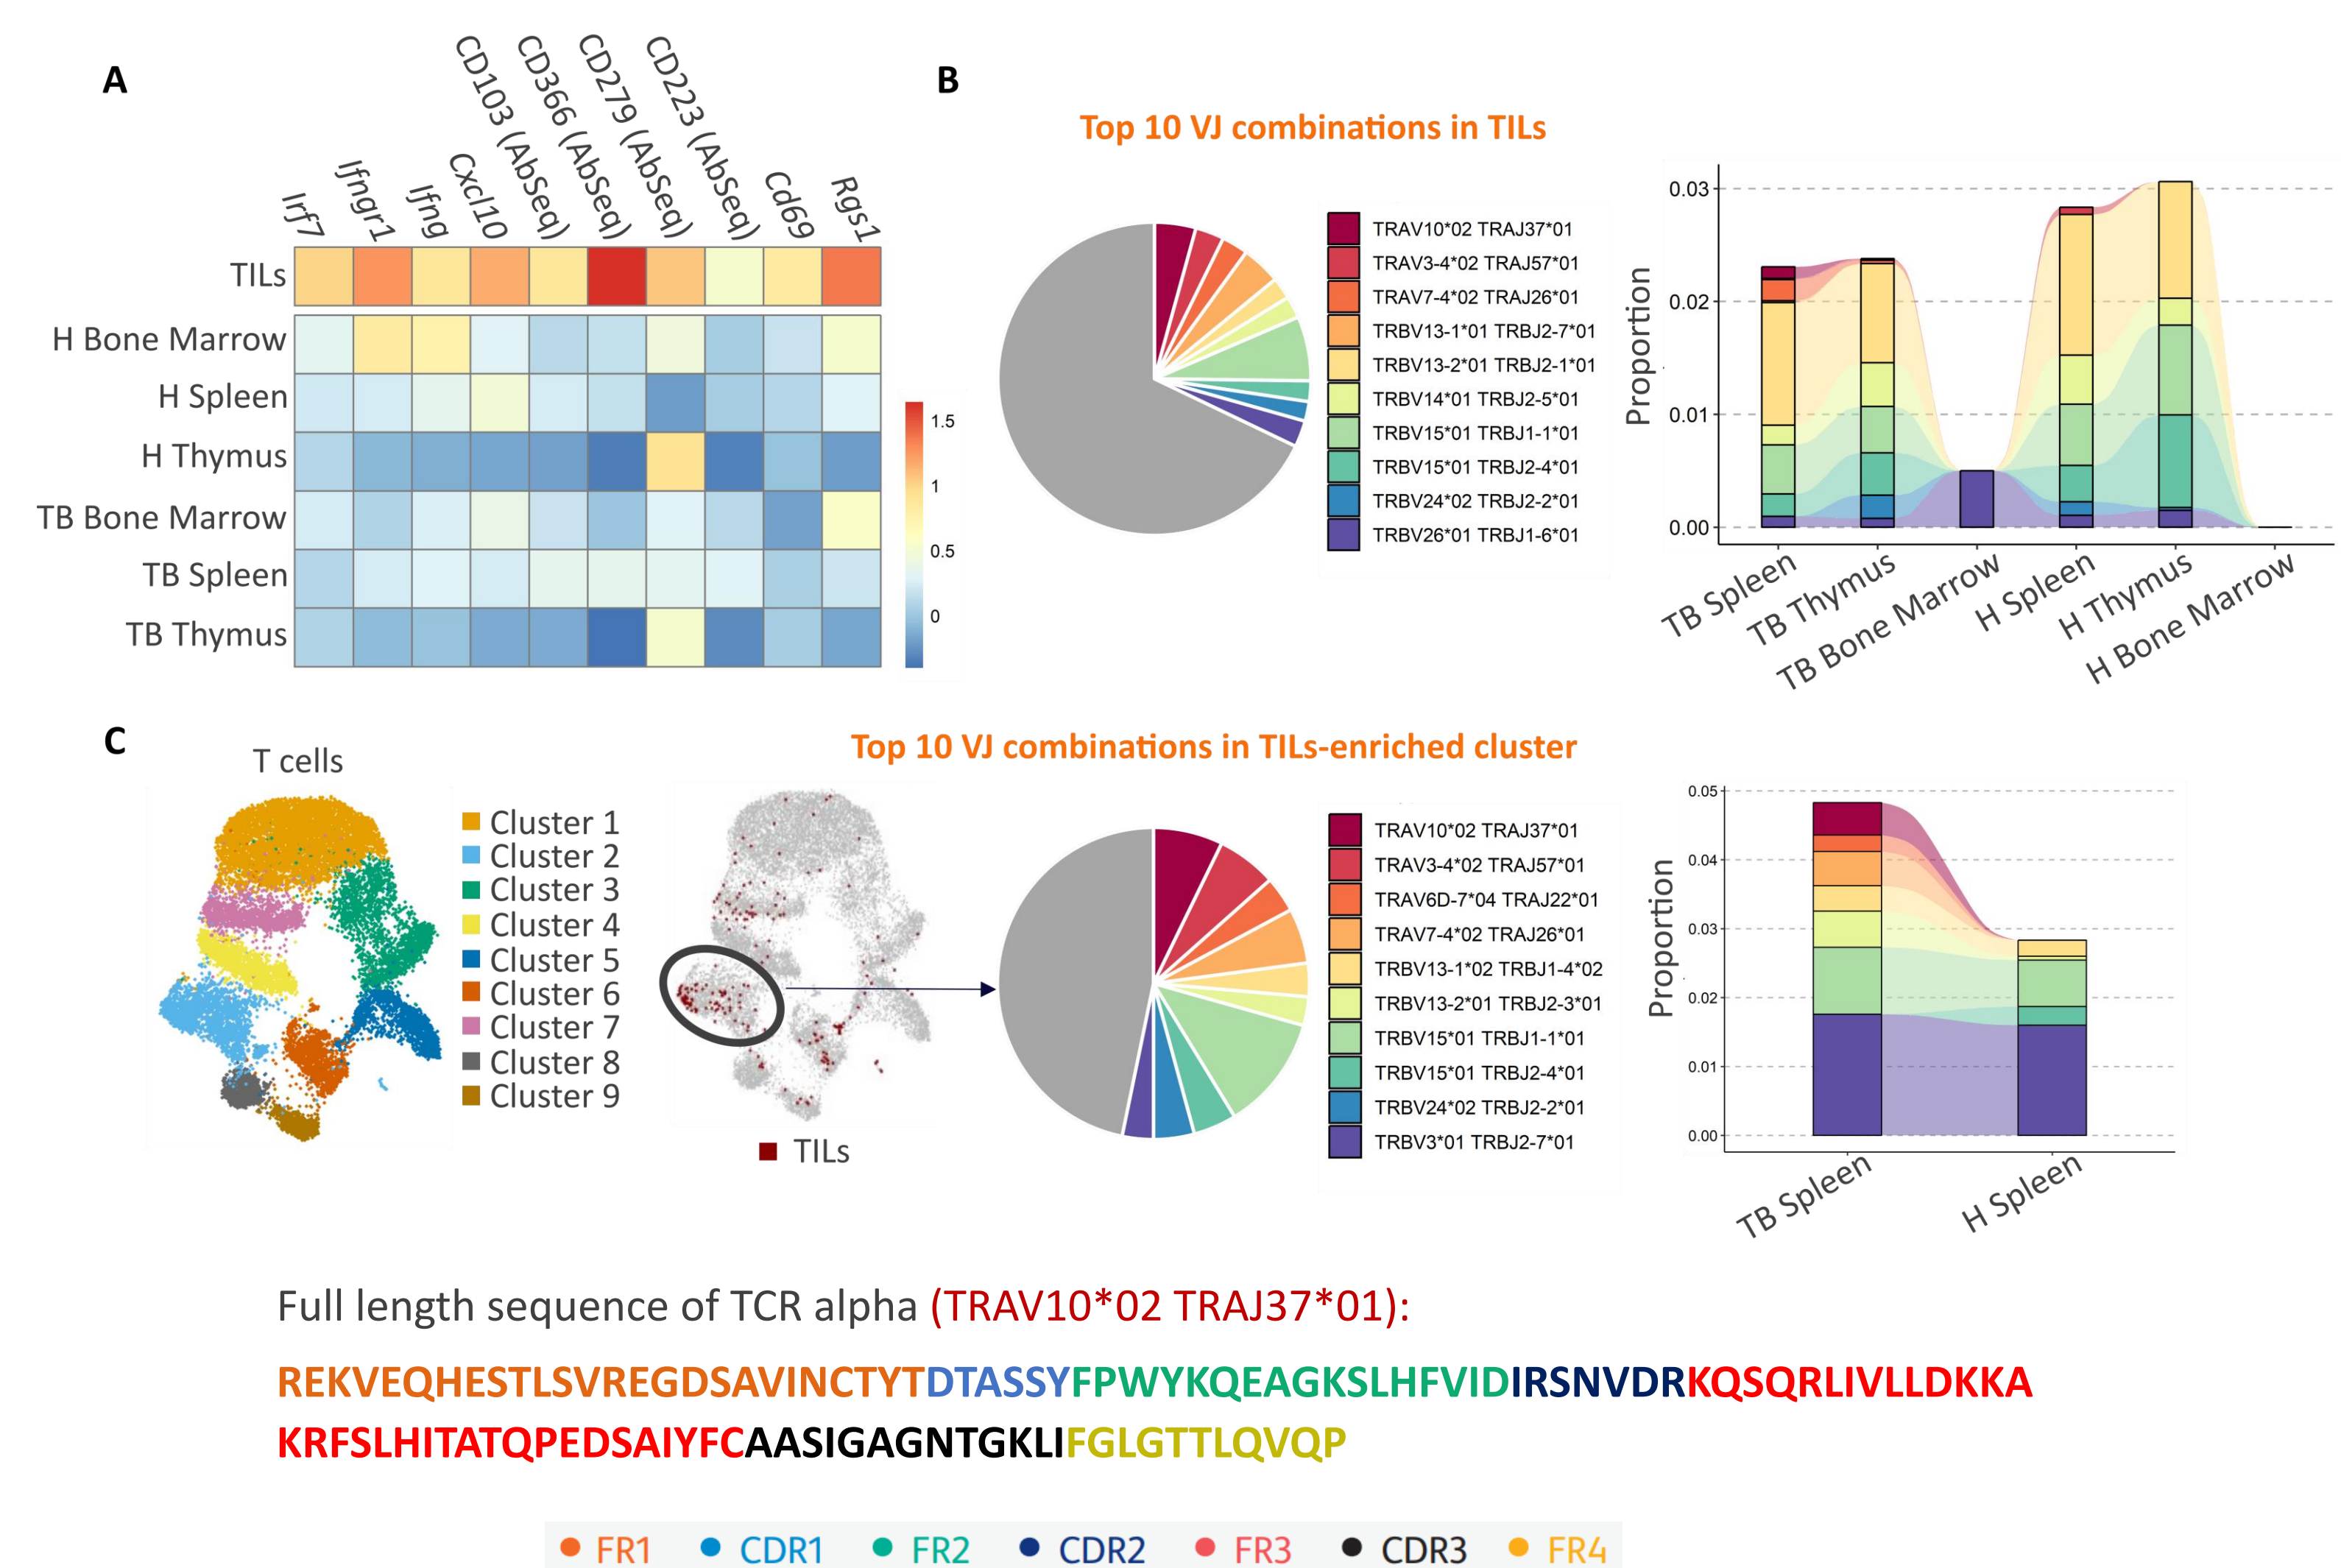 A
Irf7
Ifngr1
Ifng
Cxcl10
CD103 (AbSeq)
CD366 (AbSeq)
CD279 (AbSeq)
CD223 (AbSeq)
Cd69
Rgs1
TILs
H Bone Marrow
H Spleen
H Thymus
TB Bone Marrow
TB Spleen
TB Thymus
1.5
1
0.5
0
B
Top 10 VJ combinations in TILs
TRAV10*02 TRAJ37*01
TRAV3-4*02 TRAJ57*01
TRAV7-4*02 TRAJ26*01
TRBV13-1*01 TRBJ2-7*01
TRBV13-2*01 TRBJ2-1*01
TRBV14*01 TRBJ2-5*01
TRBV15*01 TRBJ1-1*01
TRBV15*01 TRBJ2-4*01
TRBV24*02 TRBJ2-2*01
TRBV26*01 TRBJ1-6*01
Proportion
0.03
0.02
0.01
0.00
TB Spleen
TB Thymus
TB Bone Marrow
H Spleen
H Thymus
H Bone Marrow
C
Top 10 VJ combinations in TILs-enriched cluster
T cells
Cluster 1
Cluster 2
Cluster 3
Cluster 4
Cluster 5
Cluster 6
Cluster 7
Cluster 8
Cluster 9
TILs
TRAV10*02 TRAJ37*01
TRAV3-4*02 TRAJ57*01
TRAV6D-7*04 TRAJ22*01
TRAV7-4*02 TRAJ26*01
TRBV13-1*02 TRBJ1-4*02
TRBV13-2*01 TRBJ2-3*01
TRBV15*01 TRBJ1-1*01
TRBV15*01 TRBJ2-4*01
TRBV24*02 TRBJ2-2*01
TRBV3*01 TRBJ2-7*01
Proportion
0.05
0.04
0.03
0.02
0.01
0.00
TB Spleen
H Spleen
Full length sequence of TCR alpha (TRAV10*02 TRAJ37*01):
REKVEQHESTLSVREGDSAVINCTYTDTASSYFPWYKQEAGKSLHFVIDIRSNVDRKQSQRLIVLLDKKA
KRFSLHITATQPEDSAIYFCAASIGAGNTGKLIFGLGTTLQVQP
FR1
CDR1
FR2
CDR2
FR3
CDR3
FR4